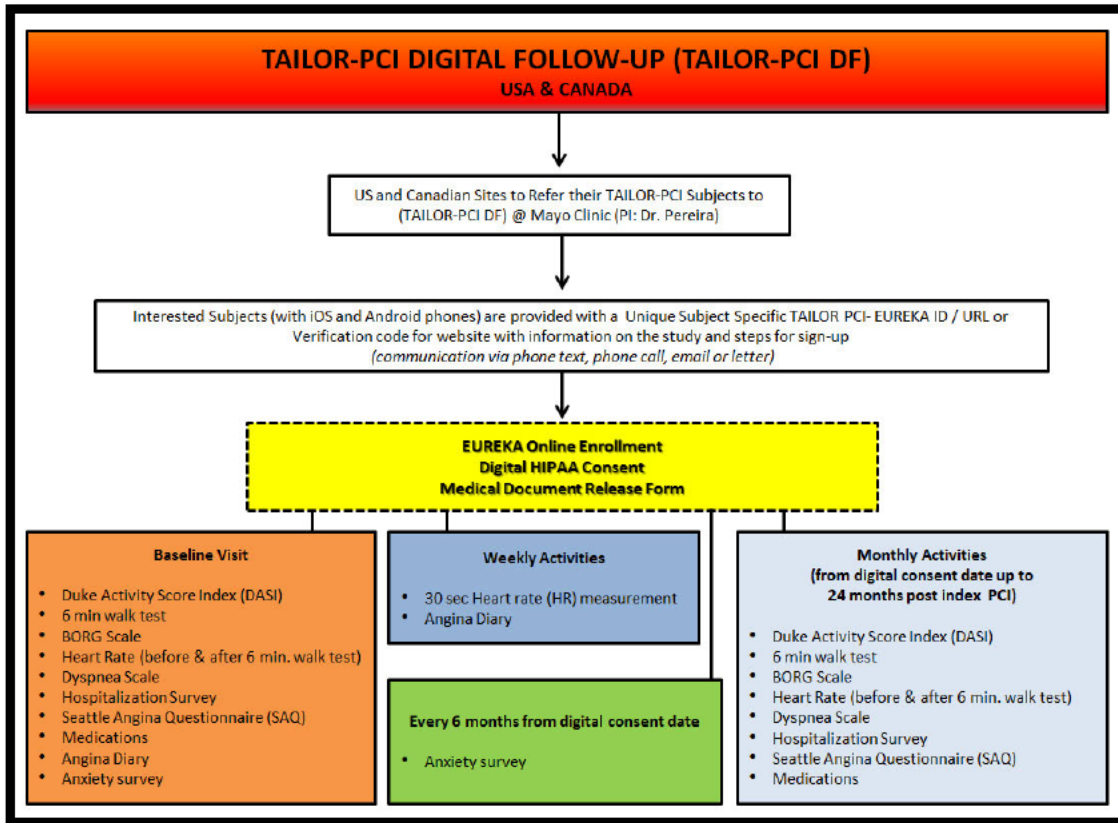 TAILOR-PCI DIGITAL FOLLOW-UP (TAILOR-PCI DF)
USA & CANADA
US and Canadian Sites to Refer their TAILOR-PCI Subjects to
(TAILOR-PCI DF) @ Mayo Clinic (PI: Dr. Pereira)
Interested Subjects (with iOS and Android phones) are provided with a Unique Subject Specific TAILOR PCI- EUREKA ID / URL or
Verification code for website with information on the study and steps for sign-up
(communication via phone text, phone call, email or letter)
EUREKA Online Enrollment
Digital HIPAA Consent
Medical Document Release Form
Baseline Visit
• Duke Activity Score Index (DASI)
• 6 min walk test
• BORG Scale
• Heart Rate (before & after 6 min. walk test)
• Dyspnea Scale
• Hospitalization Survey
• Seattle Angina Questionnaire (SAQ)
• Medications
• Angina Diary
• Anxiety survey
Weekly Activities
• 30 sec Heart rate (HR) measurement
• Angina Diary
Every 6 months from digital consent date
• Anxiety survey
Monthly Activities
(from digital consent date up to
24 months post index PCI)
• Duke Activity Score Index (DASI)
• 6 min walk test
• BORG Scale
• Heart Rate (before & after 6 min. walk test)
• Dyspnea Scale
• Hospitalization Survey
• Seattle Angina Questionnaire (SAQ)
• Medications